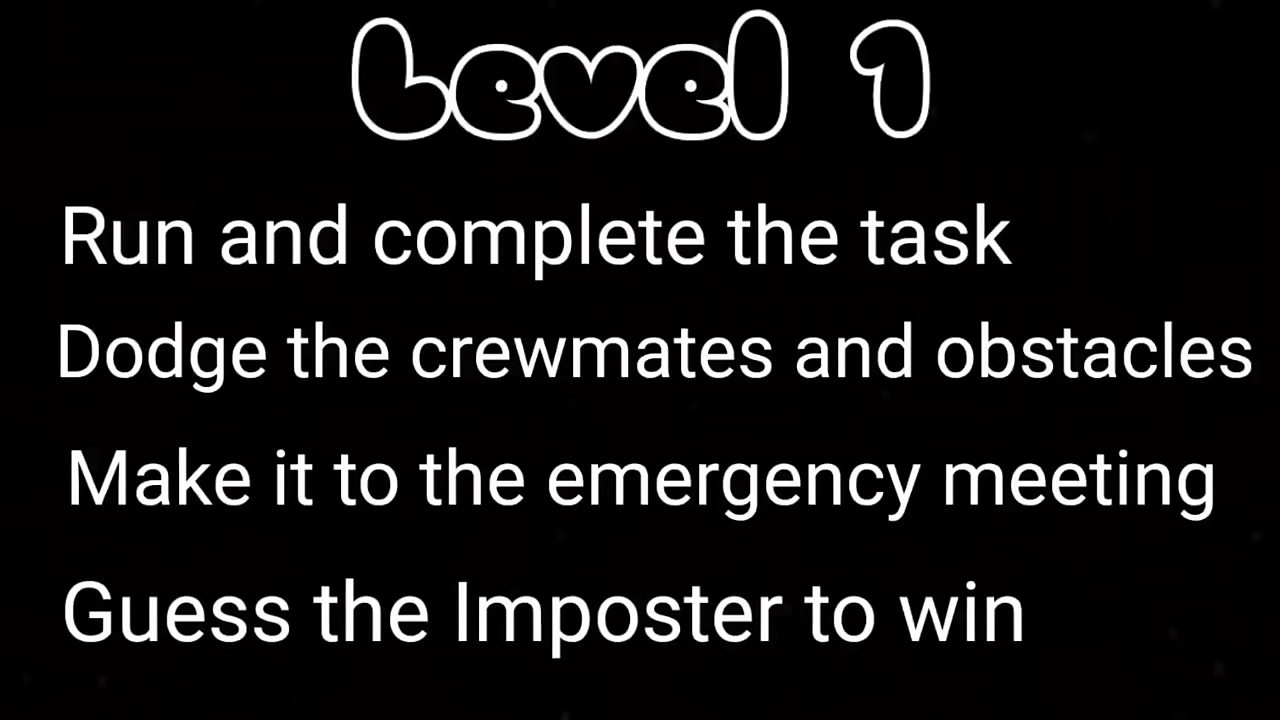 Level 1
Run and complete the task
Dodge the crewmates and obstacles
Make it to the emergency meeting
Guess the Imposter to win